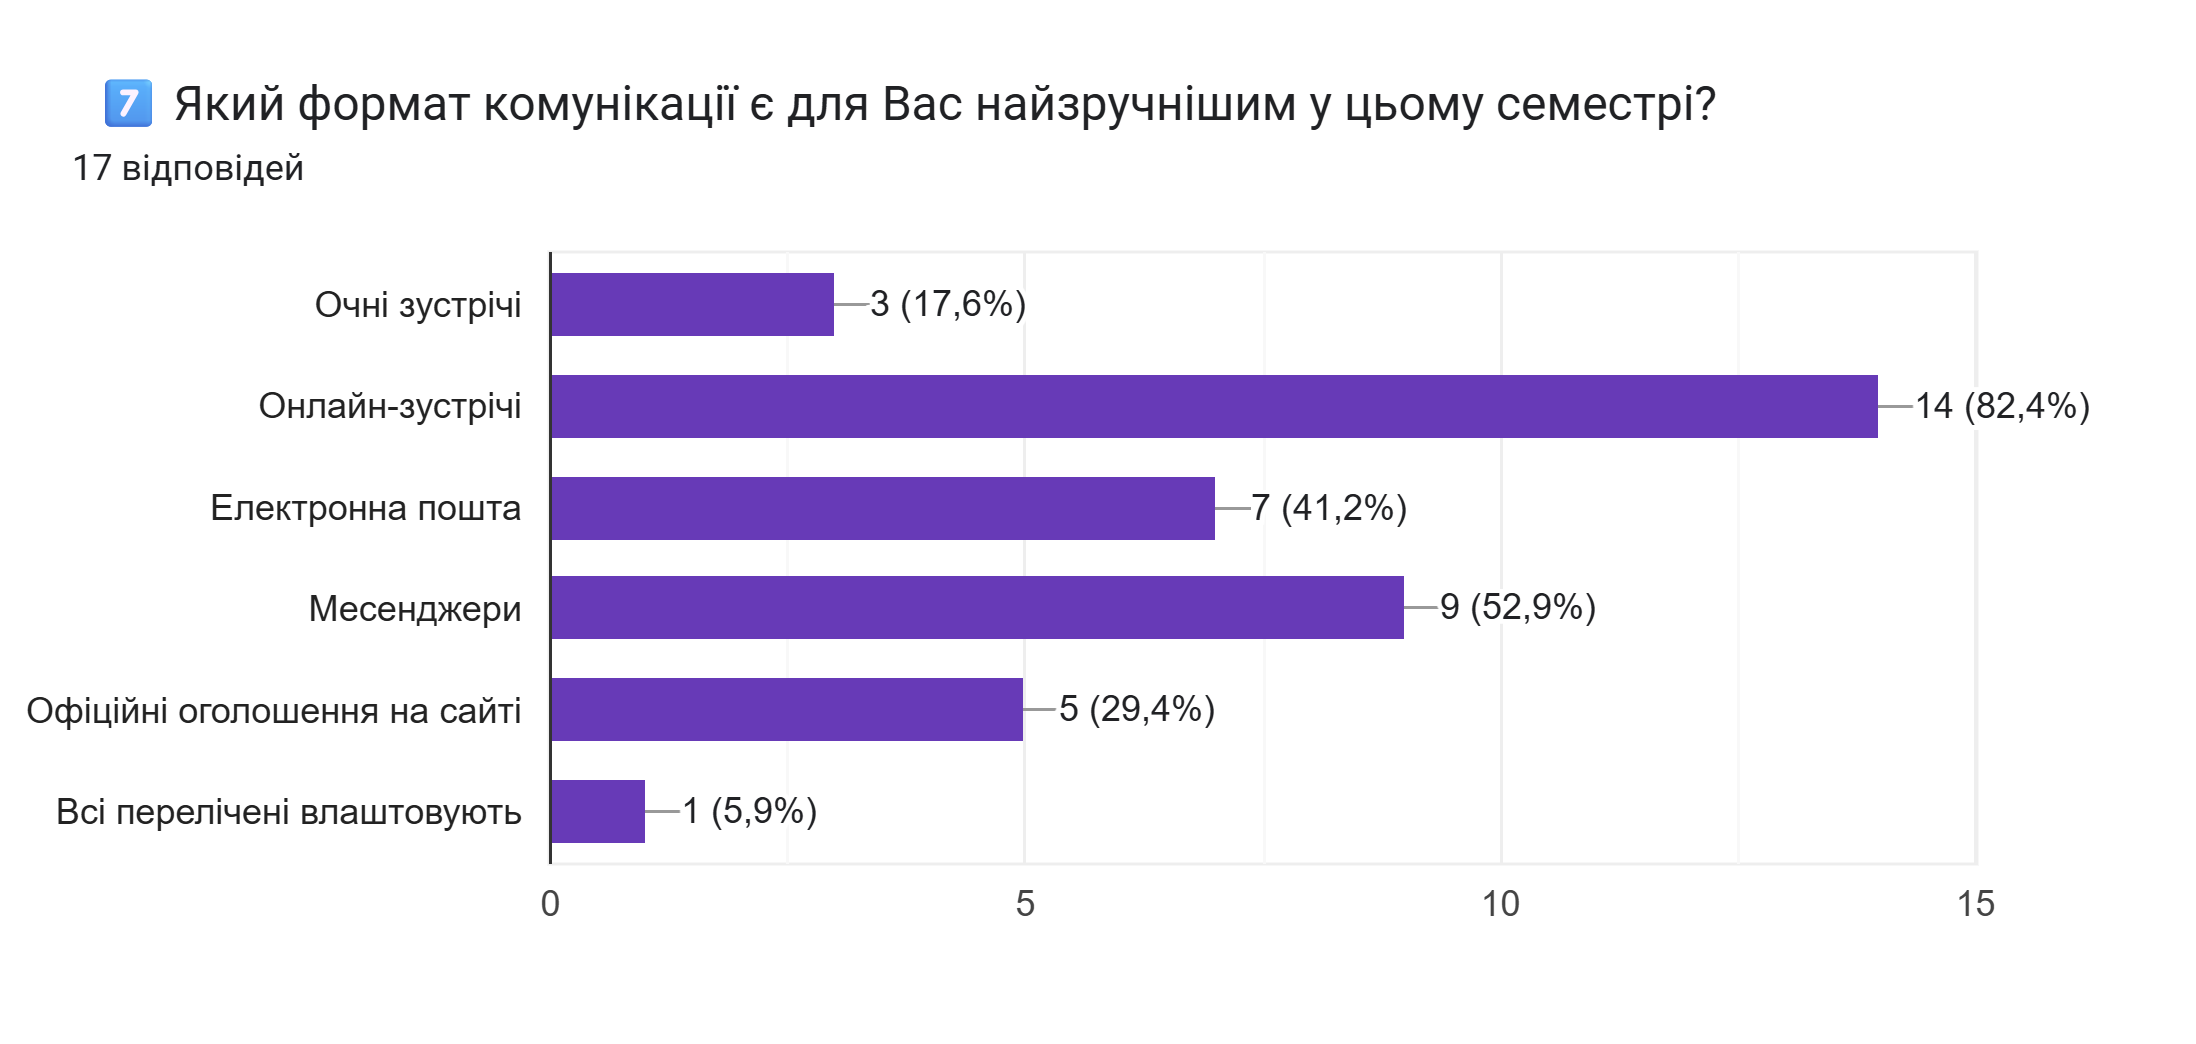 7 Який формат комунікації є для Вас найзручнішим у цьому семестрі?
17 відповідей
Очні зустрічі 3 (17,6%)
Онлайн-зустрічі 14 (82,4%)
Електронна пошта 7 (41,2%)
Месенджери 9 (52,9%)
Офіційні оголошення на сайті 5 (29,4%)
Всі перелічені влаштовують 1 (5,9%)
0 5 10 15